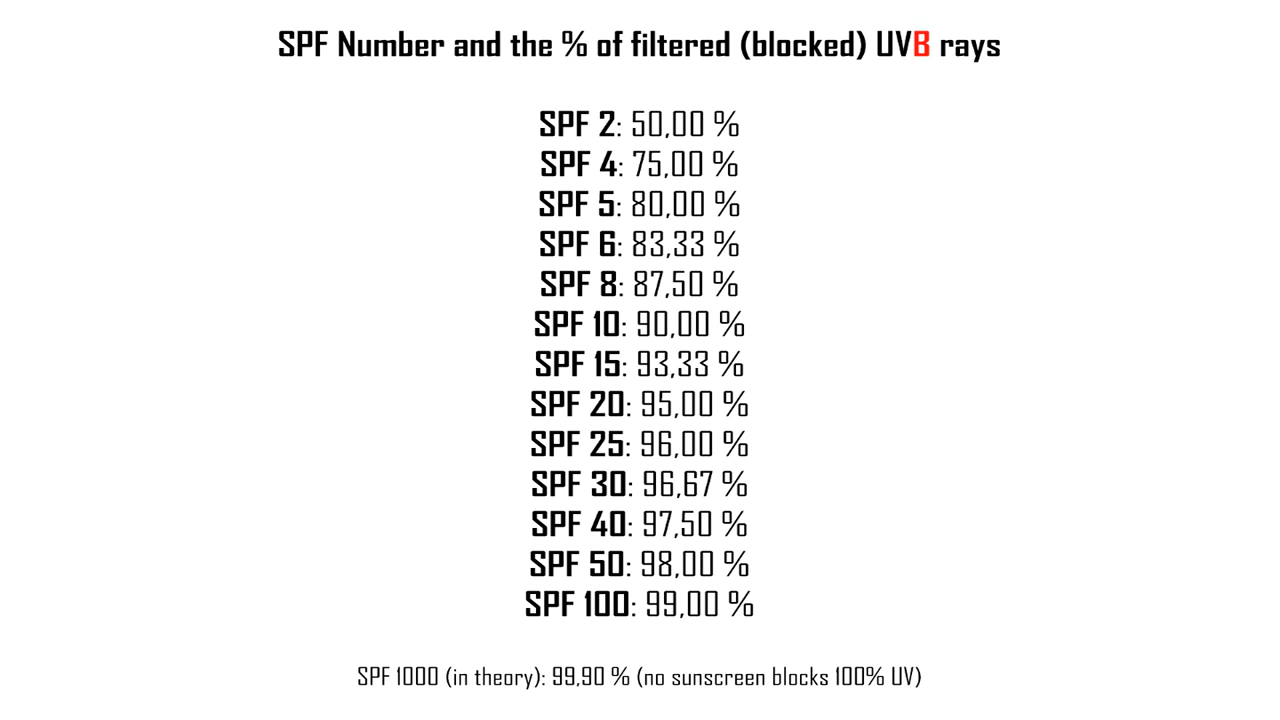 SPF Number and the % of filtered (blocked) UVB rays
SPF 2: 50,00 %
SPF 4: 75,00 %
SPF 5: 80,00 %
SPF 6: 83,33 %
SPF 8: 87,50 %
SPF 10: 90,00 %
SPF 15: 93,33 %
SPF 20: 95,00 %
SPF 25: 96,00 %
SPF 30: 96,67 %
SPF 40: 97,50 %
SPF 50: 98,00 %
SPF 100: 99,00 %
SPF 1000 (in theory): 99,90 % (no sunscreen blocks 100% UV)